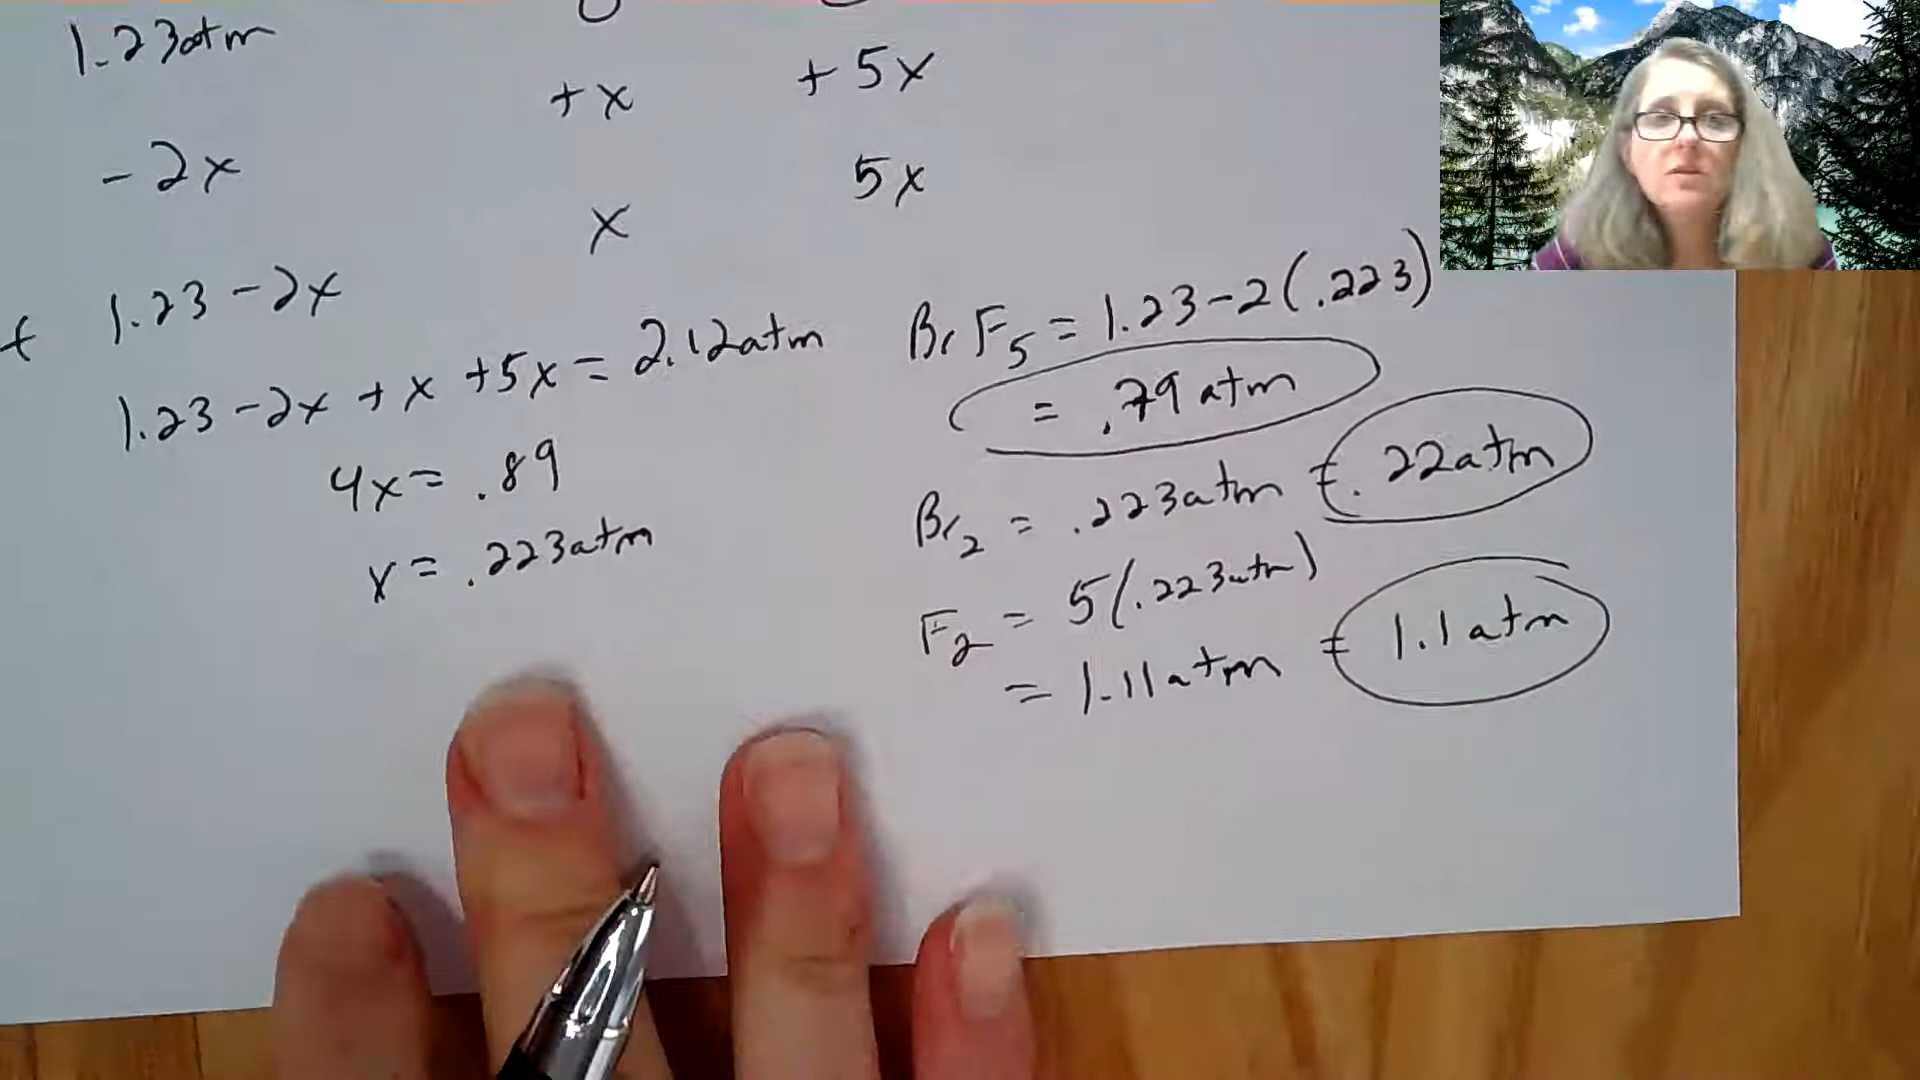 1.23atm
+x +5x
-2x
x 5x
1.23-2x
1.23-2x+x+5x=2.12atm
4x=.89
x=.223atm
BrF5=1.23-2(.223)
=.79atm
Br2=.223atm=.22atm
F2=5(.223atm)
=1.11atm=1.1atm